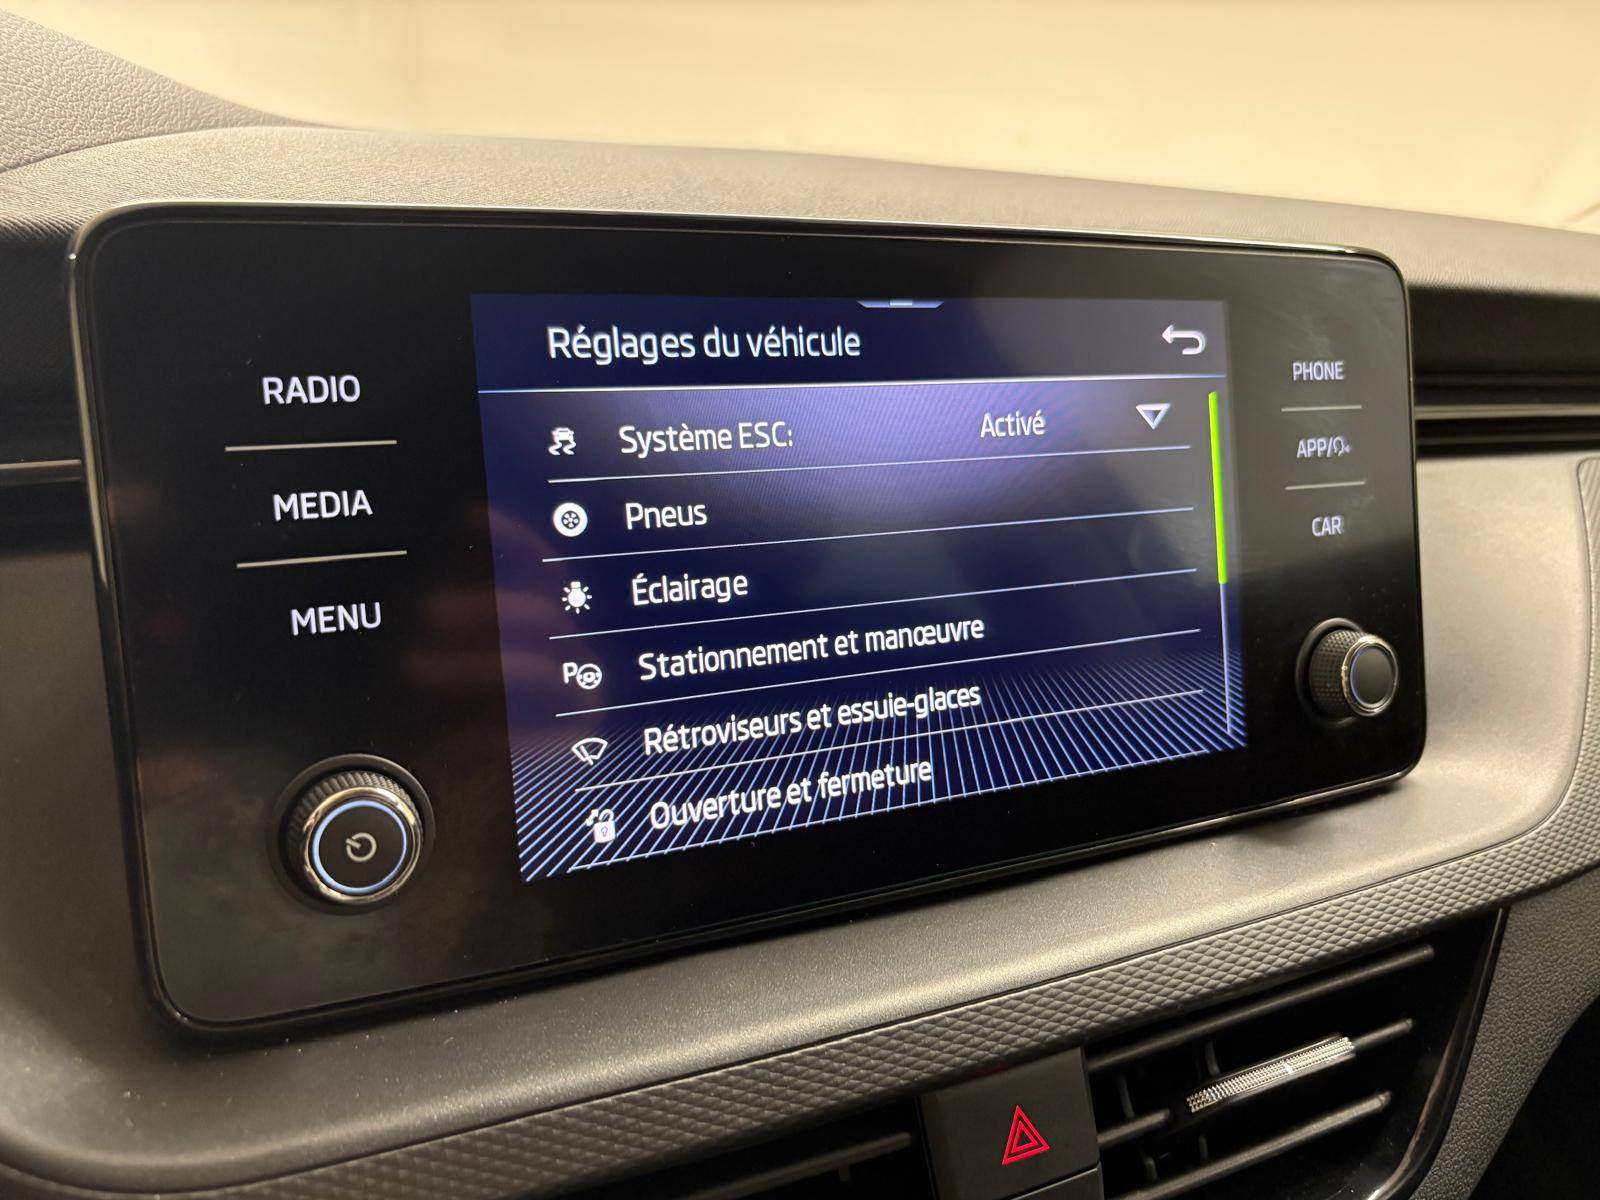 RADIO
MEDIA
MENU
Réglages du véhicule
Système ESC: Activé
Pneus
Éclairage
P Stationnement et manœuvre
Rétroviseurs et essuie-glaces
Ouverture et fermeture
PHONE
APP/
CAR